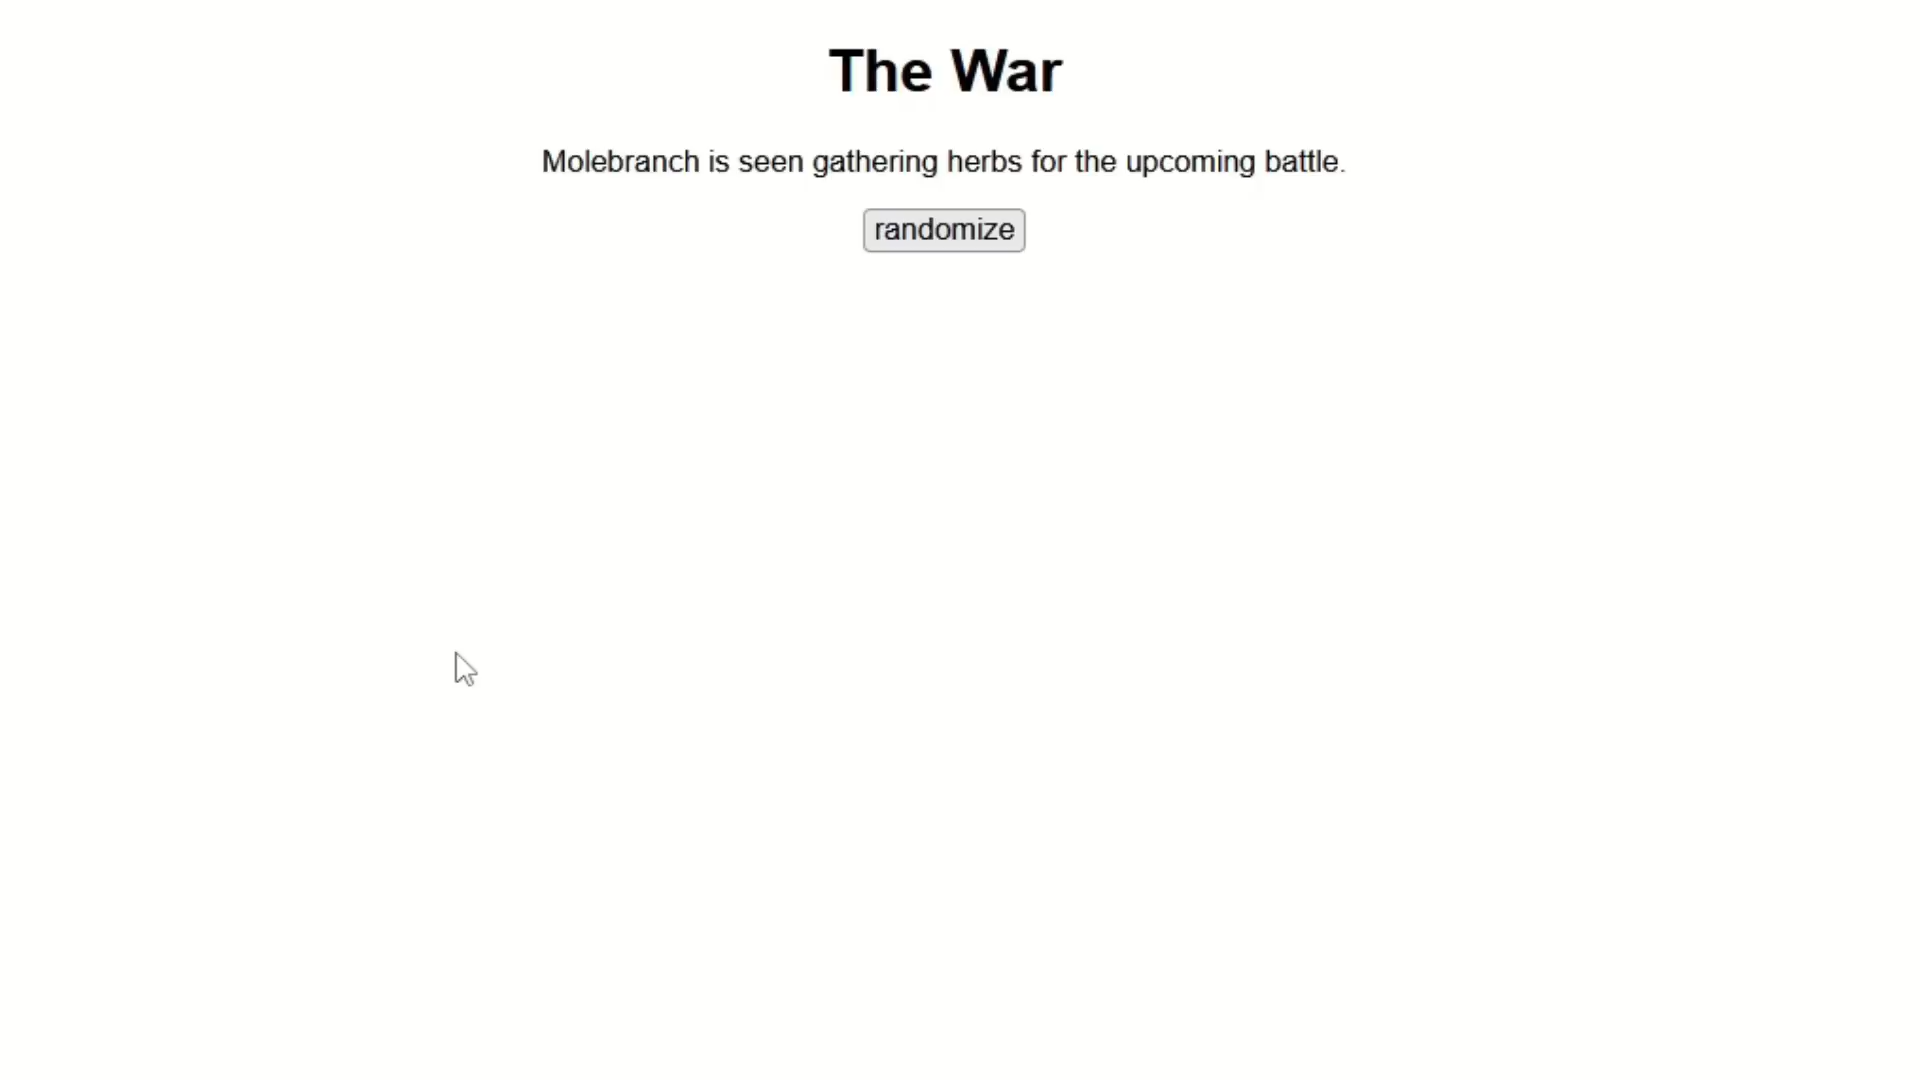 The War
Molebranch is seen gathering herbs for the upcoming battle.
randomize